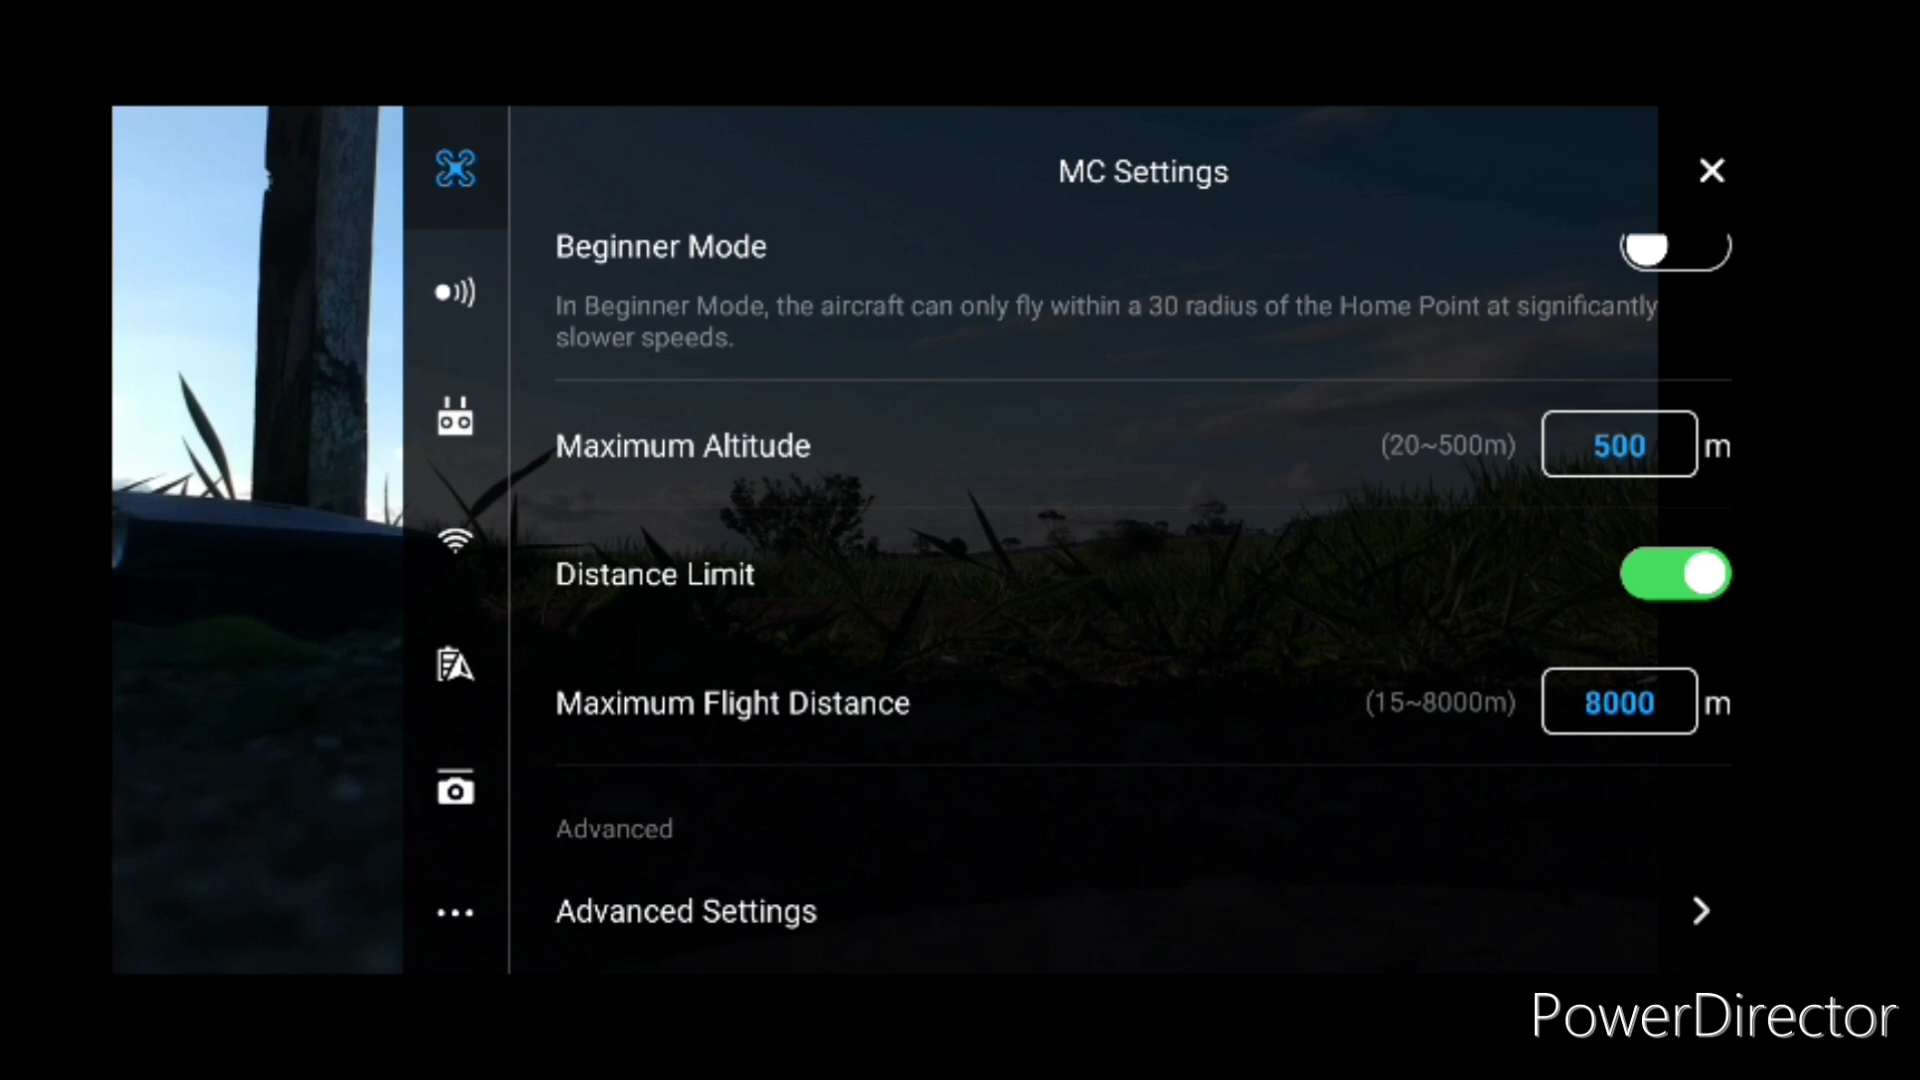 MC Settings
Beginner Mode
In Beginner Mode, the aircraft can only fly within a 30 radius of the Home Point at significantly
slower speeds.
Maximum Altitude (20~500m) 500 m
Distance Limit
Maximum Flight Distance (15~8000m) 8000 m
Advanced
Advanced Settings
PowerDirector